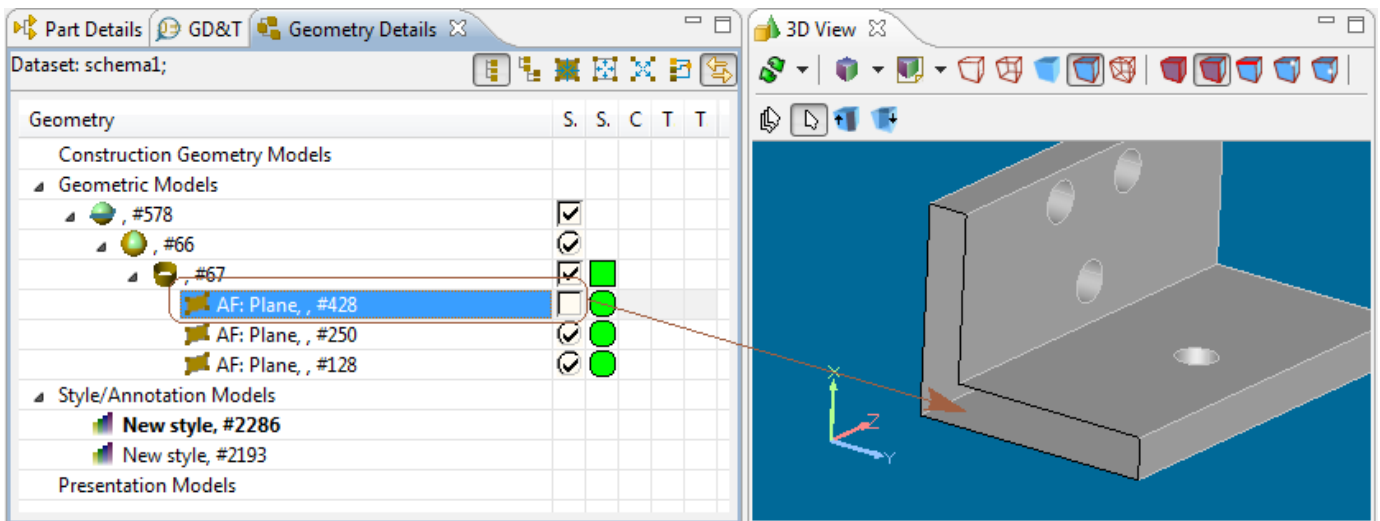 Part Details GD&T Geometry Details
Dataset: schema1;
Geometry S. S. C T T
Construction Geometry Models
Geometric Models
, #578
, #66
, #67
AF: Plane, , #428
AF: Plane, , #250
AF: Plane, , #128
Style/Annotation Models
New style, #2286
New style, #2193
Presentation Models
3D View
X
Z
Y